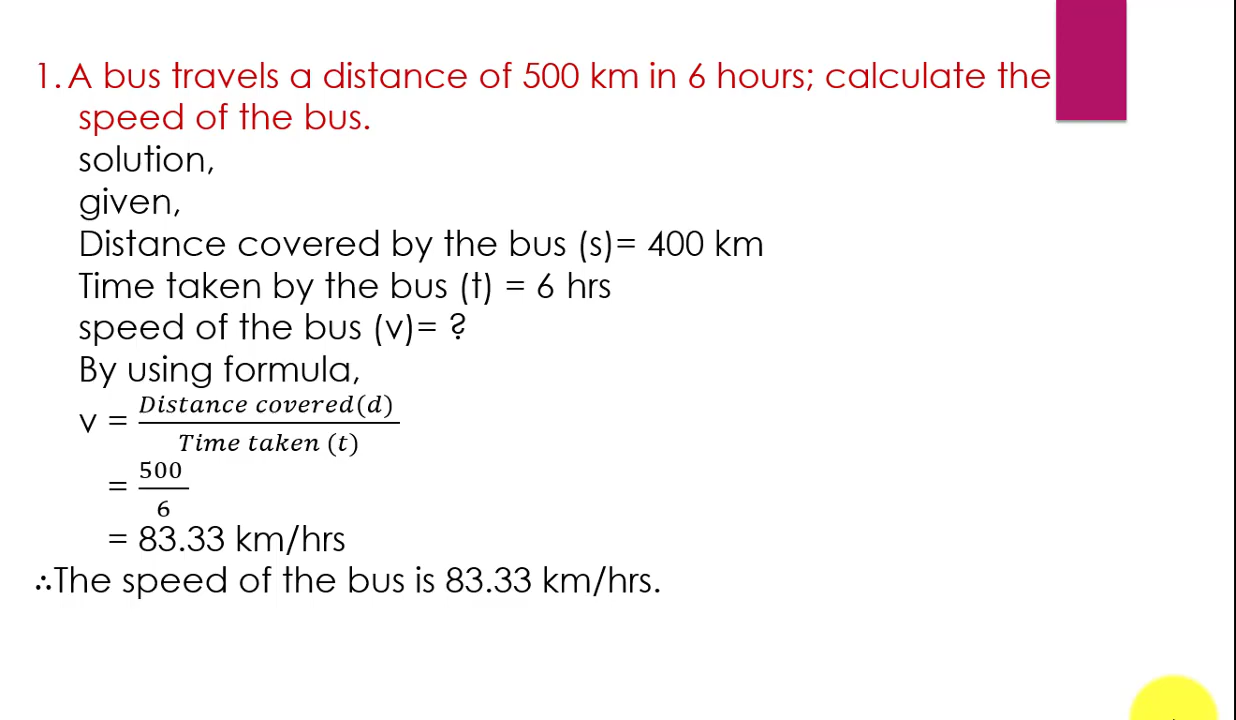 1. A bus travels a distance of 500 km in 6 hours; calculate the
speed of the bus.
solution,
given,
Distance covered by the bus (s)= 400 km
Time taken by the bus (t) = 6 hrs
speed of the bus (v)= ?
By using formula,
v = Distance covered(d) / Time taken (t)
= 500 / 6
= 83.33 km/hrs
∴The speed of the bus is 83.33 km/hrs.